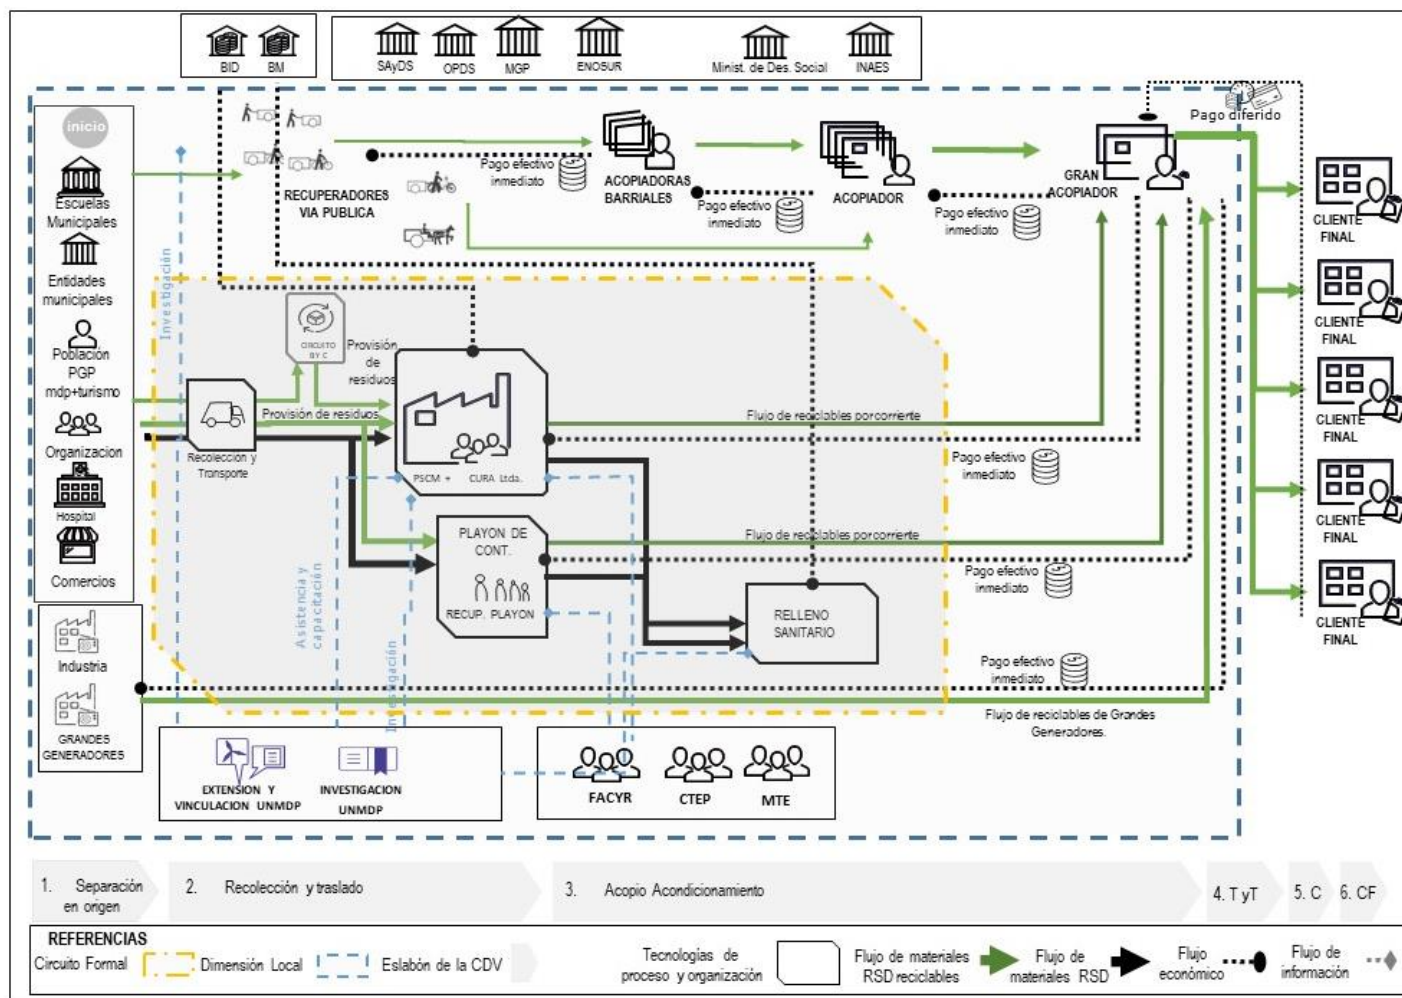 BID
BM
SAyDS
OPDS
MGP
ENOSUR
Minist. de Des. Social
INAES
inicio
Escuelas
Municipales
Entidades
municipales
Población
PGP
mdp+turismo
Organizacion
Hospital
Comercios
Industria
GRANDES
GENERADORES
Investigación
RECUPERADORES
VIA PUBLICA
Pago efectivo
inmediato
ACOPIADORAS
BARRIALES
Pago efectivo
inmediato
ACOPIADOR
Pago efectivo
inmediato
GRAN
ACOPIADOR
Pago diferido
CLIENTE
FINAL
CLIENTE
FINAL
CLIENTE
FINAL
CLIENTE
FINAL
CLIENTE
FINAL
CIRCUITO
BY C
Provisión
de
residuos
Provisión de residuos
Recolección y
Transporte
PSCM + CURA Ltda.
Flujo de reciclables por corriente
Pago efectivo
inmediato
PLAYON DE
CONT.
RECUP. PLAYON
Flujo de reciclables por corriente
Pago efectivo
inmediato
Asistencia y
capacitación
Investigación
RELLENO
SANITARIO
Pago efectivo
inmediato
Flujo de reciclables de Grandes
Generadores.
EXTENSION Y
VINCULACION UNMDP
INVESTIGACION
UNMDP
FACYR
CTEP
MTE
1. Separación
en origen
2. Recolección y traslado
3. Acopio Acondicionamiento
4. T yT
5. C
6. CF
REFERENCIAS
Circuito Formal
Dimensión Local
Eslabón de la CDV
Tecnologías de
proceso y organización
Flujo de materiales
RSD reciclables
Flujo de
materiales RSD
Flujo
económico
Flujo de
información